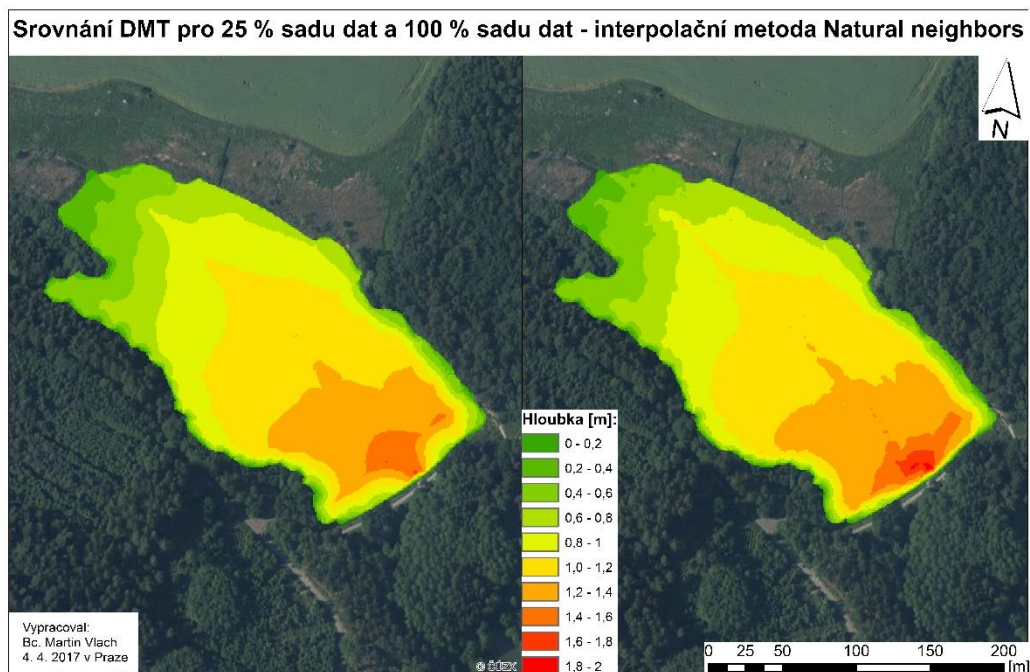 Srovnání DMT pro 25 % sadu dat a 100 % sadu dat - interpolační metoda Natural neighbors
N
Hloubka [m]:
0 - 0,2
0,2 - 0,4
0,4 - 0,6
0,6 - 0,8
0,8 - 1
1,0 - 1,2
1,2 - 1,4
1,4 - 1,6
1,6 - 1,8
1,8 - 2
Vypracoval:
Bc. Martin Vlach
4. 4. 2017 v Praze
© ČÚZK
0 25 50 100 150 200
[m]